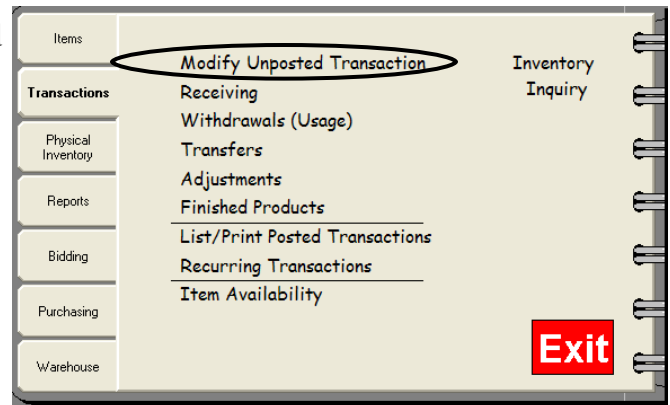 Items
Transactions
Physical
Inventory
Reports
Bidding
Purchasing
Warehouse
Modify Unposted Transaction
Receiving
Withdrawals (Usage)
Transfers
Adjustments
Finished Products
List/Print Posted Transactions
Recurring Transactions
Item Availability
Inventory
Inquiry
Exit